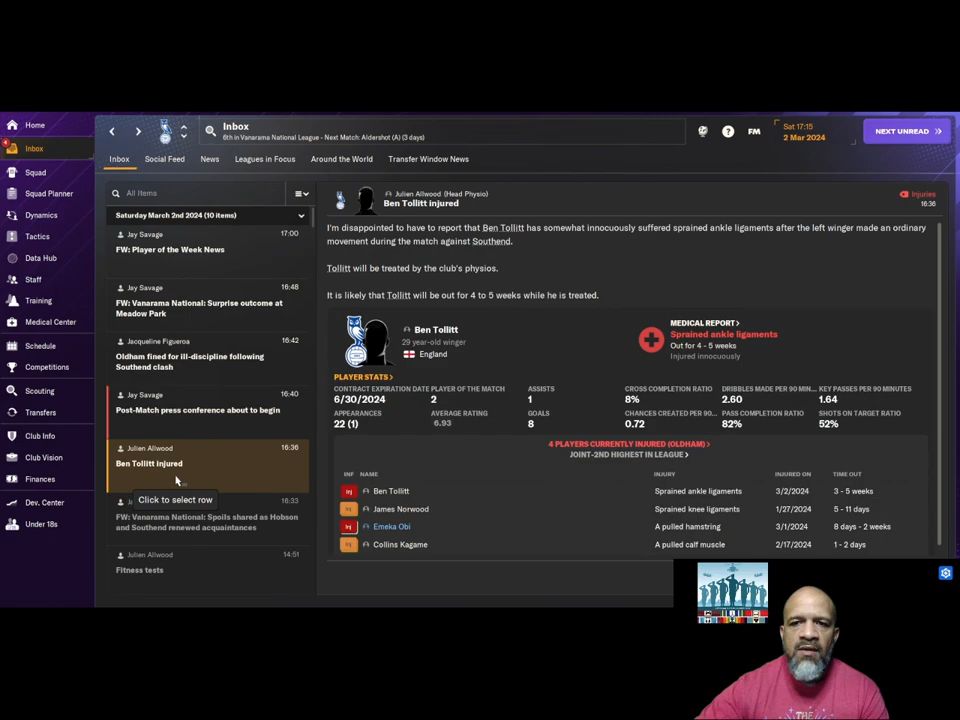 Home
Inbox
Squad
Squad Planner
Dynamics
Tactics
Data Hub
Staff
Training
Medical Center
Schedule
Competitions
Scouting
Transfers
Club Info
Club Vision
Finances
Dev. Center
Under 18s
Inbox
6th in Vanarama National League - Next Match: Aldershot (A) (3 days)
FM
Sat 17:15
2 Mar 2024
NEXT UNREAD
Inbox Social Feed News Leagues in Focus Around the World Transfer Window News
All Items
Saturday March 2nd 2024 (10 items)
Jay Savage 17:00
FW: Player of the Week News
Jay Savage 16:48
FW: Vanarama National: Surprise outcome at
Meadow Park
Jacqueline Figueroa 16:42
Oldham fined for ill-discipline following
Southend clash
Jay Savage 16:40
Post-Match press conference about to begin
Julien Allwood 16:36
Ben Tollitt injured
Click to select row
16:33
FW: Vanarama National: Spoils shared as Hobson
and Southend renewed acquaintances
Julien Allwood 14:51
Fitness tests
Julien Allwood (Head Physio)
Ben Tollitt injured
Injuries
16:36
I'm disappointed to have to report that Ben Tollitt has somewhat innocuously suffered sprained ankle ligaments after the left winger made an ordinary
movement during the match against Southend.
Tollitt will be treated by the club's physios.
It is likely that Tollitt will be out for 4 to 5 weeks while he is treated.
Ben Tollitt
29 year-old winger
England
MEDICAL REPORT
Sprained ankle ligaments
Out for 4 - 5 weeks
Injured innocuously
PLAYER STATS
CONTRACT EXPIRATION DATE PLAYER OF THE MATCH ASSISTS CROSS COMPLETION RATIO DRIBBLES MADE PER 90 MIN... KEY PASSES PER 90 MINUTES
6/30/2024 2 1 8% 2.60 1.64
APPEARANCES AVERAGE RATING GOALS CHANCES CREATED PER 90... PASS COMPLETION RATIO SHOTS ON TARGET RATIO
22 (1) 6.93 8 0.72 82% 52%
4 PLAYERS CURRENTLY INJURED (OLDHAM)
JOINT-2ND HIGHEST IN LEAGUE
INF NAME INJURY INJURED ON TIME OUT
Inj Ben Tollitt Sprained ankle ligaments 3/2/2024 3 - 5 weeks
Inj James Norwood Sprained knee ligaments 1/27/2024 5 - 11 days
Inj Emeka Obi A pulled hamstring 3/1/2024 8 days - 2 weeks
Inj Collins Kagame A pulled calf muscle 2/17/2024 1 - 2 days
THE